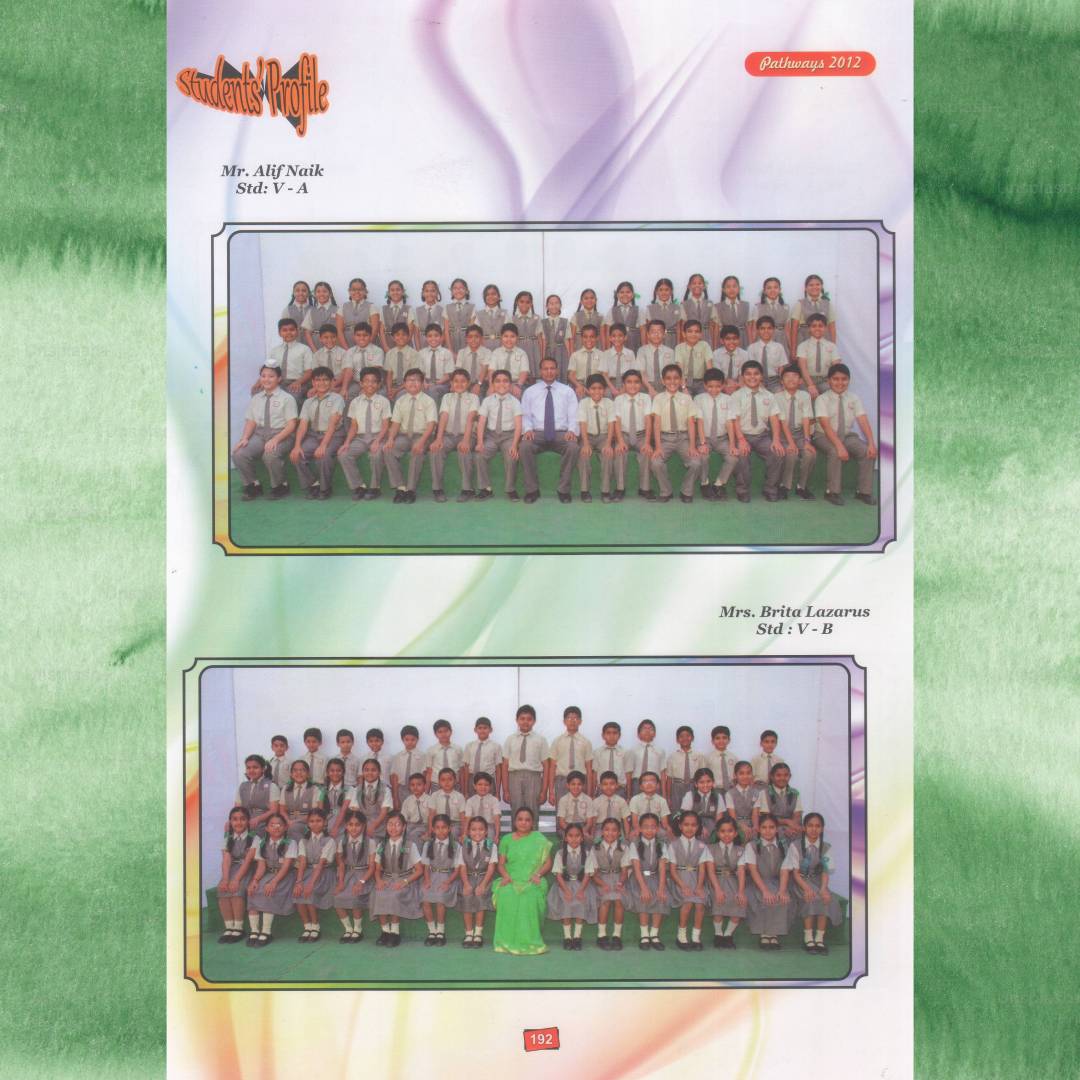 Students' Profile
Pathways 2012
Mr. Alif Naik
Std: V - A
Mrs. Brita Lazarus
Std : V - B
192